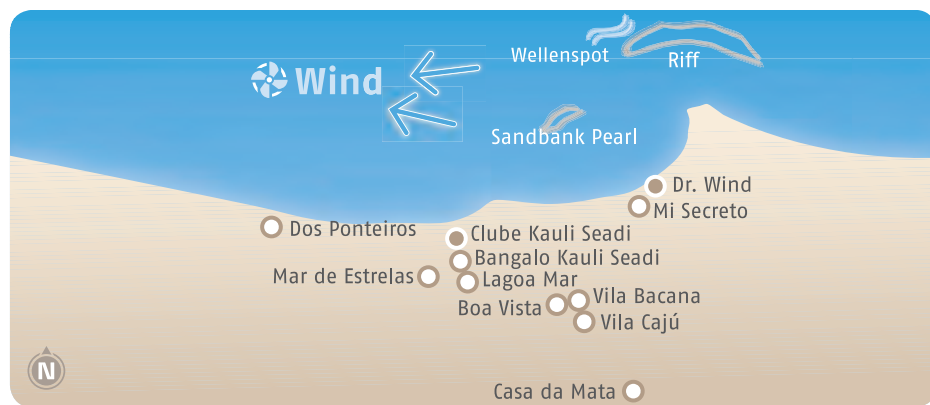 Wellenspot
Riff
Wind
Sandbank Pearl
Dr. Wind
Mi Secreto
Dos Ponteiros
Clube Kauli Seadi
Bangalo Kauli Seadi
Mar de Estrelas
Lagoa Mar
Vila Bacana
Boa Vista
Vila Cajú
N
Casa da Mata